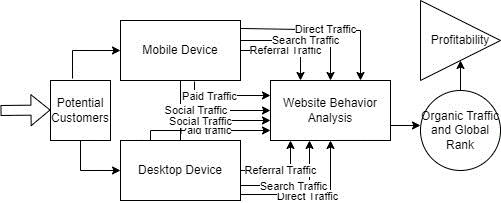 Direct Traffic
Search Traffic
Referral Traffic
Mobile Device
Profitability
Paid Traffic
Social Traffic
Social Traffic
Paid traffic
Potential
Customers
Website Behavior
Analysis
Organic Traffic
and Global
Rank
Desktop Device
Referral Traffic
Search Traffic
Direct Traffic